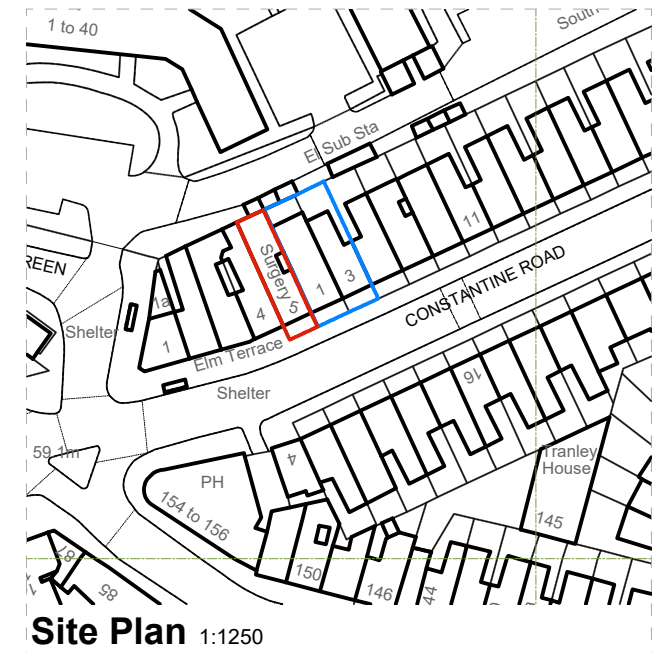 1 to 40
South
El Sub Sta
11
REEN
Surgery
1a
3
1
5
4
1
CONSTANTINE ROAD
Elm Terrace
Shelter
Shelter
16
4
59.1m
PH
Tranley
House
154 to 156
145
150
146
44
87
85
Site Plan 1:1250